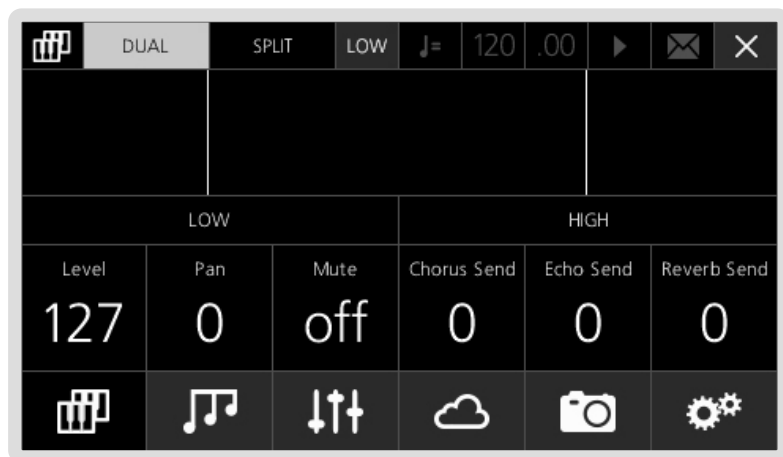 DUAL SPLIT LOW ♩= 120 .00
LOW HIGH
Level Pan Mute Chorus Send Echo Send Reverb Send
127 0 off 0 0 0